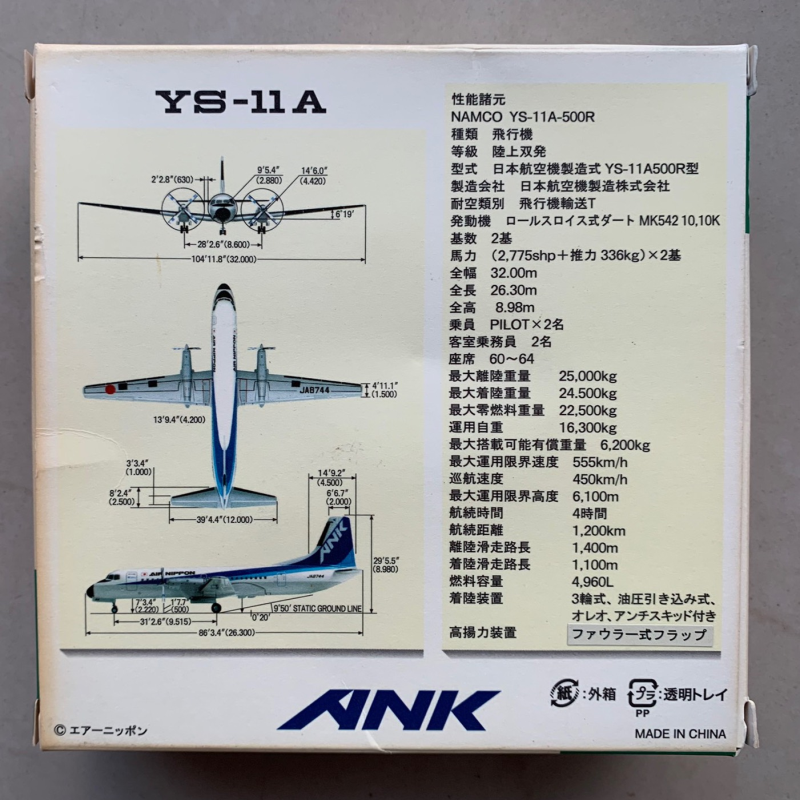 YS-11A
2'2.8"(630)
9'5.4"
(2.880)
14'6.0"
(4.420)
6°19'
28'2.6"(8.600)
104'11.8"(32.000)
AIR NIPPON
JA8744
4'11.1"
(1.500)
13'9.4"(4.200)
3'3.4"
(1.000)
8'2.4"
(2.500)
39'4.4"(12.000)
14'9.2"
(4.500)
6'6.7"
(2.000)
ANK
AIR NIPPON
JA8744
29'5.5"
(8.980)
7'3.4"
(2.220)
1'7.7"
(500)
9°50' STATIC GROUND LINE
0°20'
31'2.6"(9.515)
86'3.4"(26.300)
性能諸元
NAMCO YS-11A-500R
種類 飛行機
等級 陸上双発
型式 日本航空機製造式 YS-11A500R型
製造会社 日本航空機製造株式会社
耐空類別 飛行機輸送T
発動機 ロールスロイス式ダート MK542 10,10K
基数 2基
馬力 (2,775shp+推力 336kg)×2基
全幅 32.00m
全長 26.30m
全高 8.98m
乗員 PILOT×2名
客室乗務員 2名
座席 60〜64
最大離陸重量 25,000kg
最大着陸重量 24.500kg
最大零燃料重量 22,500kg
運用自重 16,300kg
最大搭載可能有償重量 6,200kg
最大運用限界速度 555km/h
巡航速度 450km/h
最大運用限界高度 6,100m
航続時間 4時間
航続距離 1,200km
離陸滑走路長 1,400m
着陸滑走路長 1,100m
燃料容量 4,960L
着陸装置 3輪式、油圧引き込み式、
オレオ、アンチスキッド付き
高揚力装置 ファウラー式フラップ
ANK
紙:外箱 プラ:透明トレイ
PP
© エアーニッポン
MADE IN CHINA